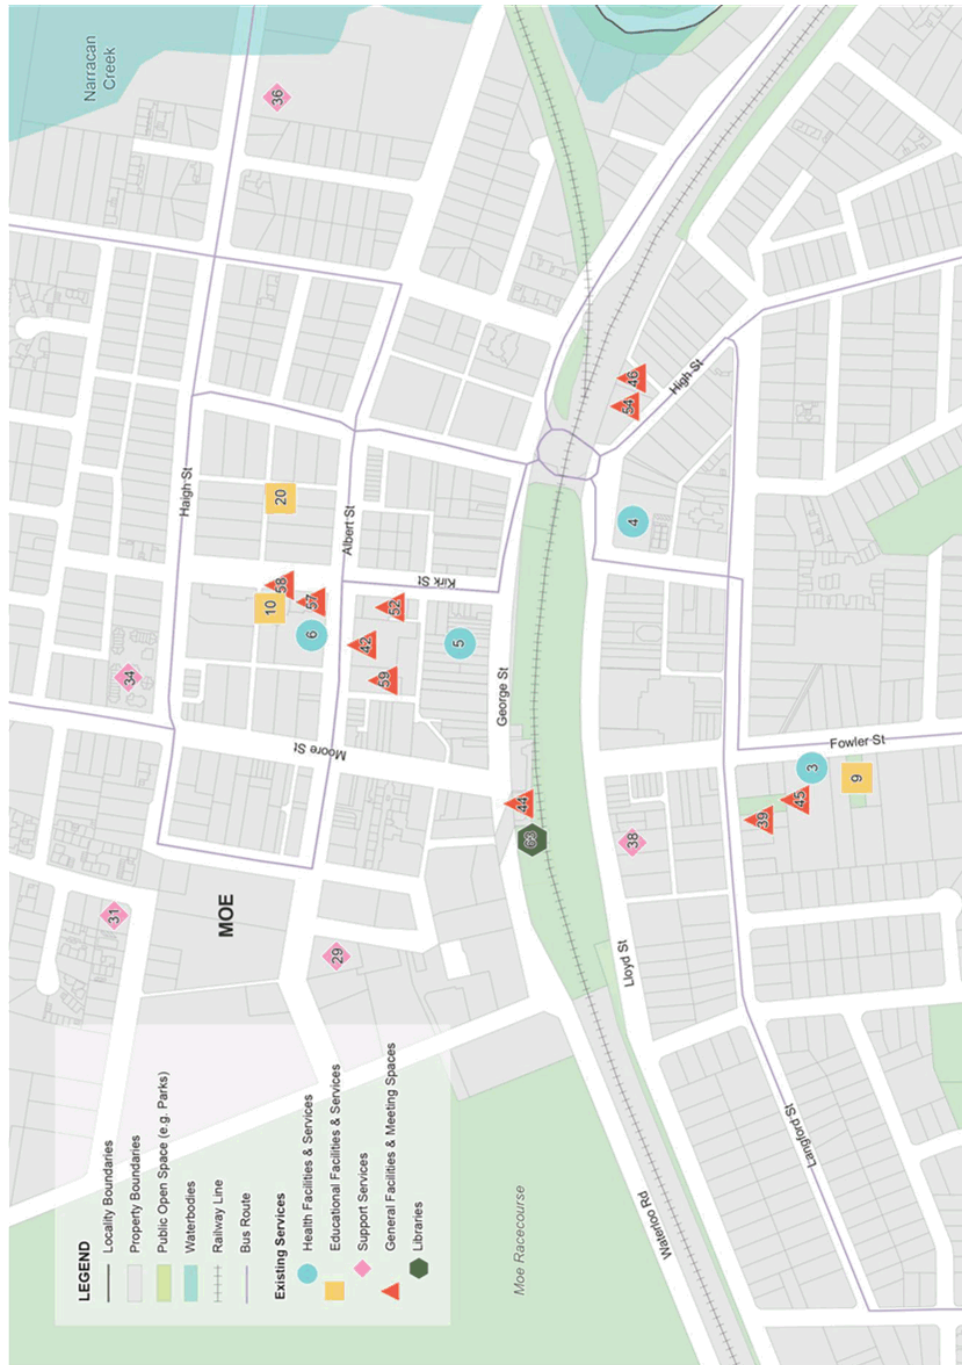 Narracan
Creek
36
Haigh St
20
Albert St
46
54
High St
58
10
57
6
Kirk St
52
42
59
5
4
34
George St
Moore St
44
63
38
Fowler St
3
9
45
39
31
MOE
29
Lloyd St
Langford St
Waterloo Rd
Moe Racecourse
LEGEND
Locality Boundaries
Property Boundaries
Public Open Space (e.g. Parks)
Waterbodies
Railway Line
Bus Route
Existing Services
Health Facilities & Services
Educational Facilities & Services
Support Services
General Facilities & Meeting Spaces
Libraries